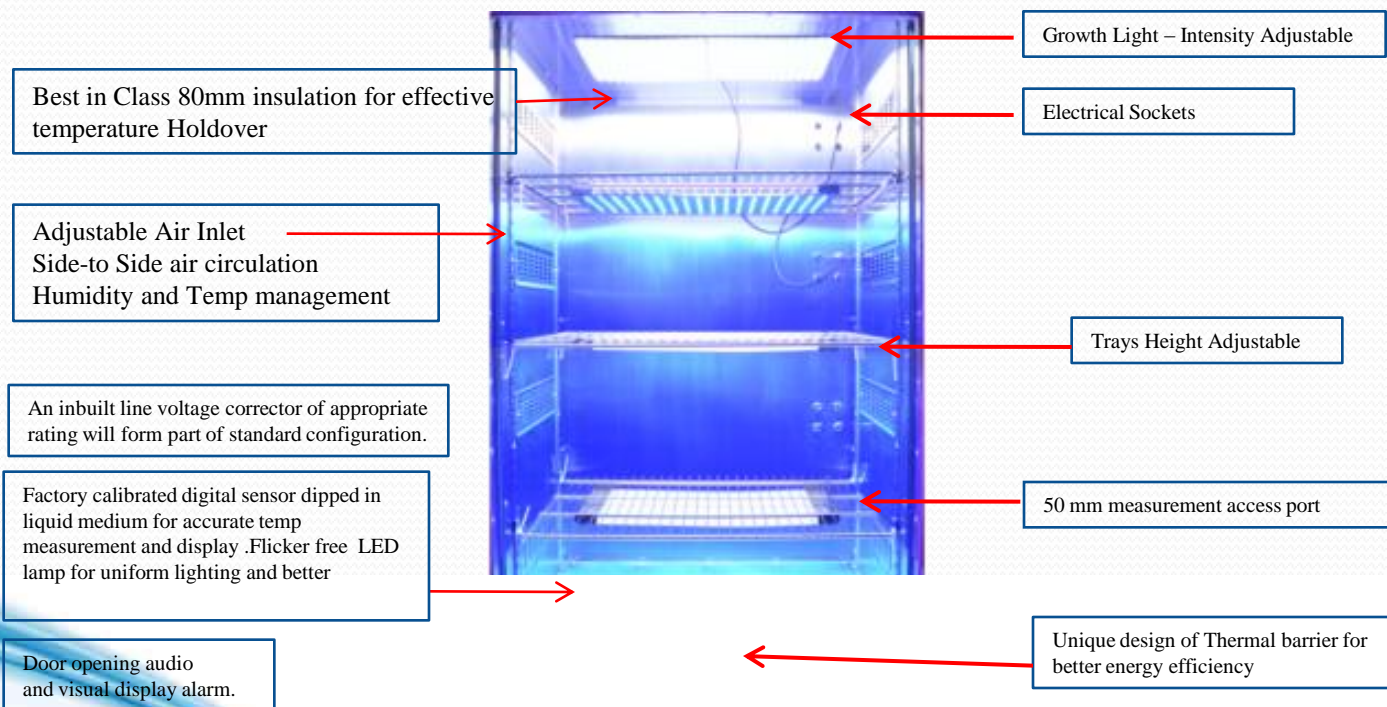 Growth Light – Intensity Adjustable
Best in Class 80mm insulation for effective
temperature Holdover
Electrical Sockets
Adjustable Air Inlet
Side-to Side air circulation
Humidity and Temp management
Trays Height Adjustable
An inbuilt line voltage corrector of appropriate
rating will form part of standard configuration.
Factory calibrated digital sensor dipped in
liquid medium for accurate temp
measurement and display .Flicker free LED
lamp for uniform lighting and better
50 mm measurement access port
Unique design of Thermal barrier for
better energy efficiency
Door opening audio
and visual display alarm.